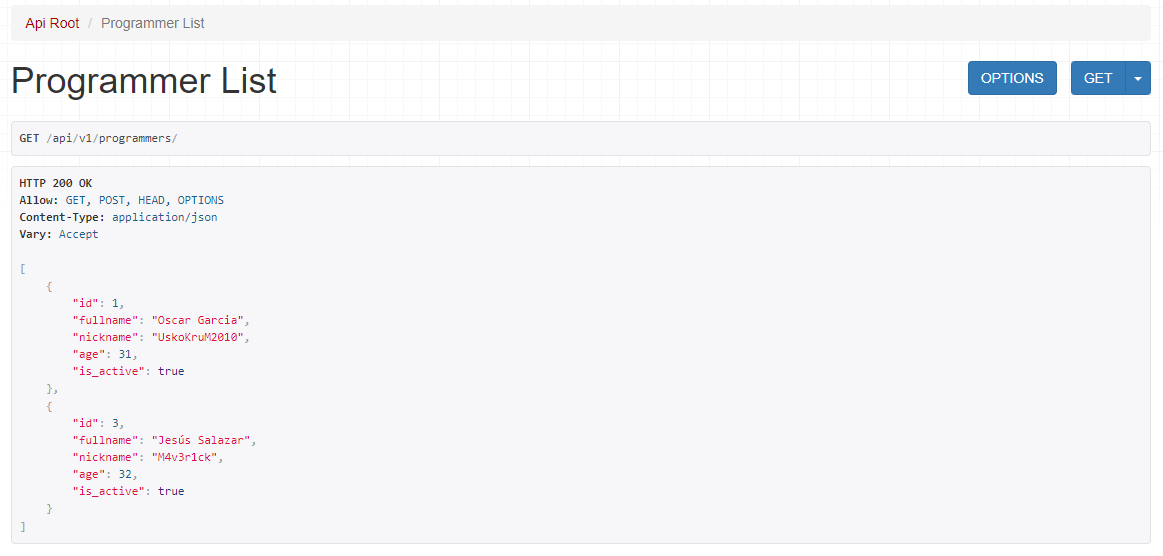 Api Root / Programmer List
Programmer List
OPTIONS
GET
GET /api/v1/programmers/
HTTP 200 OK
Allow: GET, POST, HEAD, OPTIONS
Content-Type: application/json
Vary: Accept
[
    {
        "id": 1,
        "fullname": "Oscar Garcia",
        "nickname": "UskoKruM2010",
        "age": 31,
        "is_active": true
    },
    {
        "id": 3,
        "fullname": "Jesús Salazar",
        "nickname": "M4v3r1ck",
        "age": 32,
        "is_active": true
    }
]